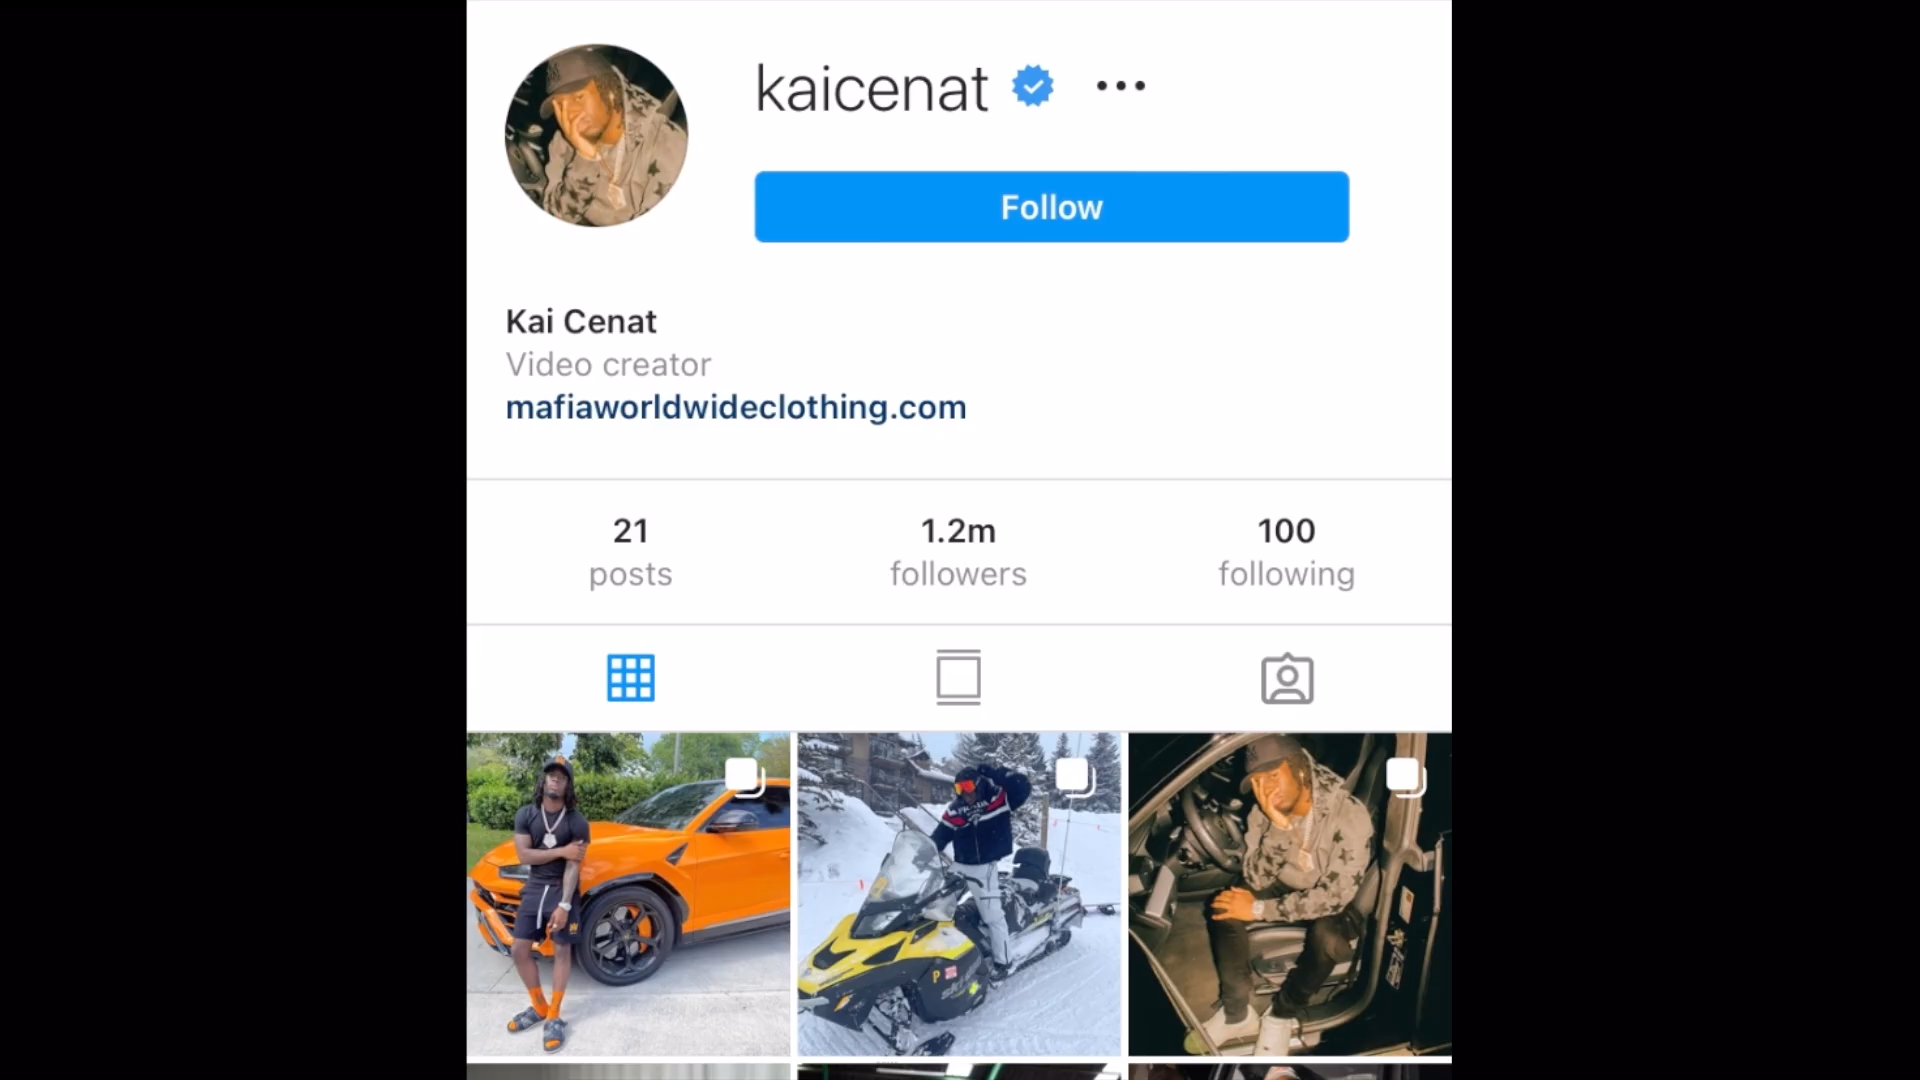 kaicenat
Follow
Kai Cenat
Video creator
mafiaworldwideclothing.com
21
1.2m
100
posts
followers
following